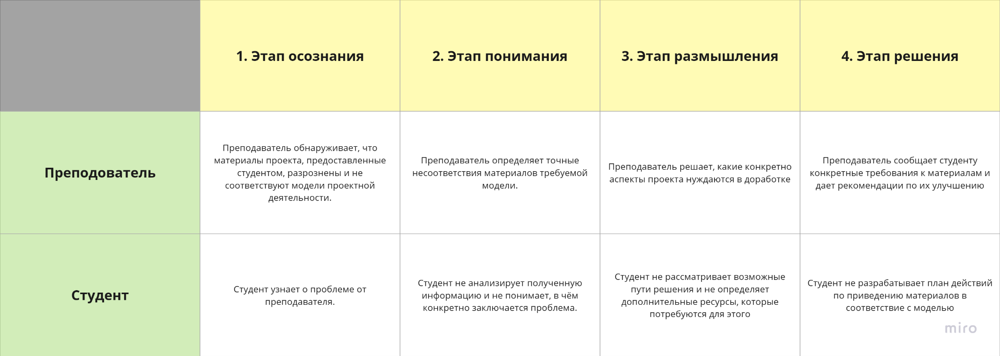 1. Этап осознания
2. Этап понимания
3. Этап размышления
4. Этап решения
Преподователь
Преподаватель обнаруживает, что
материалы проекта, предоставленные
студентом, разрознены и не
соответствуют модели проектной
деятельности.
Преподаватель определяет точные
несоответствия материалов требуемой
модели.
Преподаватель решает, какие конкретно
аспекты проекта нуждаются в доработке
Преподаватель сообщает студенту
конкретные требования к материалам и
дает рекомендации по их улучшению
Студент
Студент узнает о проблеме от
преподавателя.
Студент не анализирует полученную
информацию и не понимает, в чём
конкретно заключается проблема.
Студент не рассматривает возможные
пути решения и не определяет
дополнительные ресурсы, которые
потребуются для этого
Студент не разрабатывает план действий
по приведению материалов в
соответствие с моделью
miro